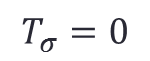 T_σ = 0